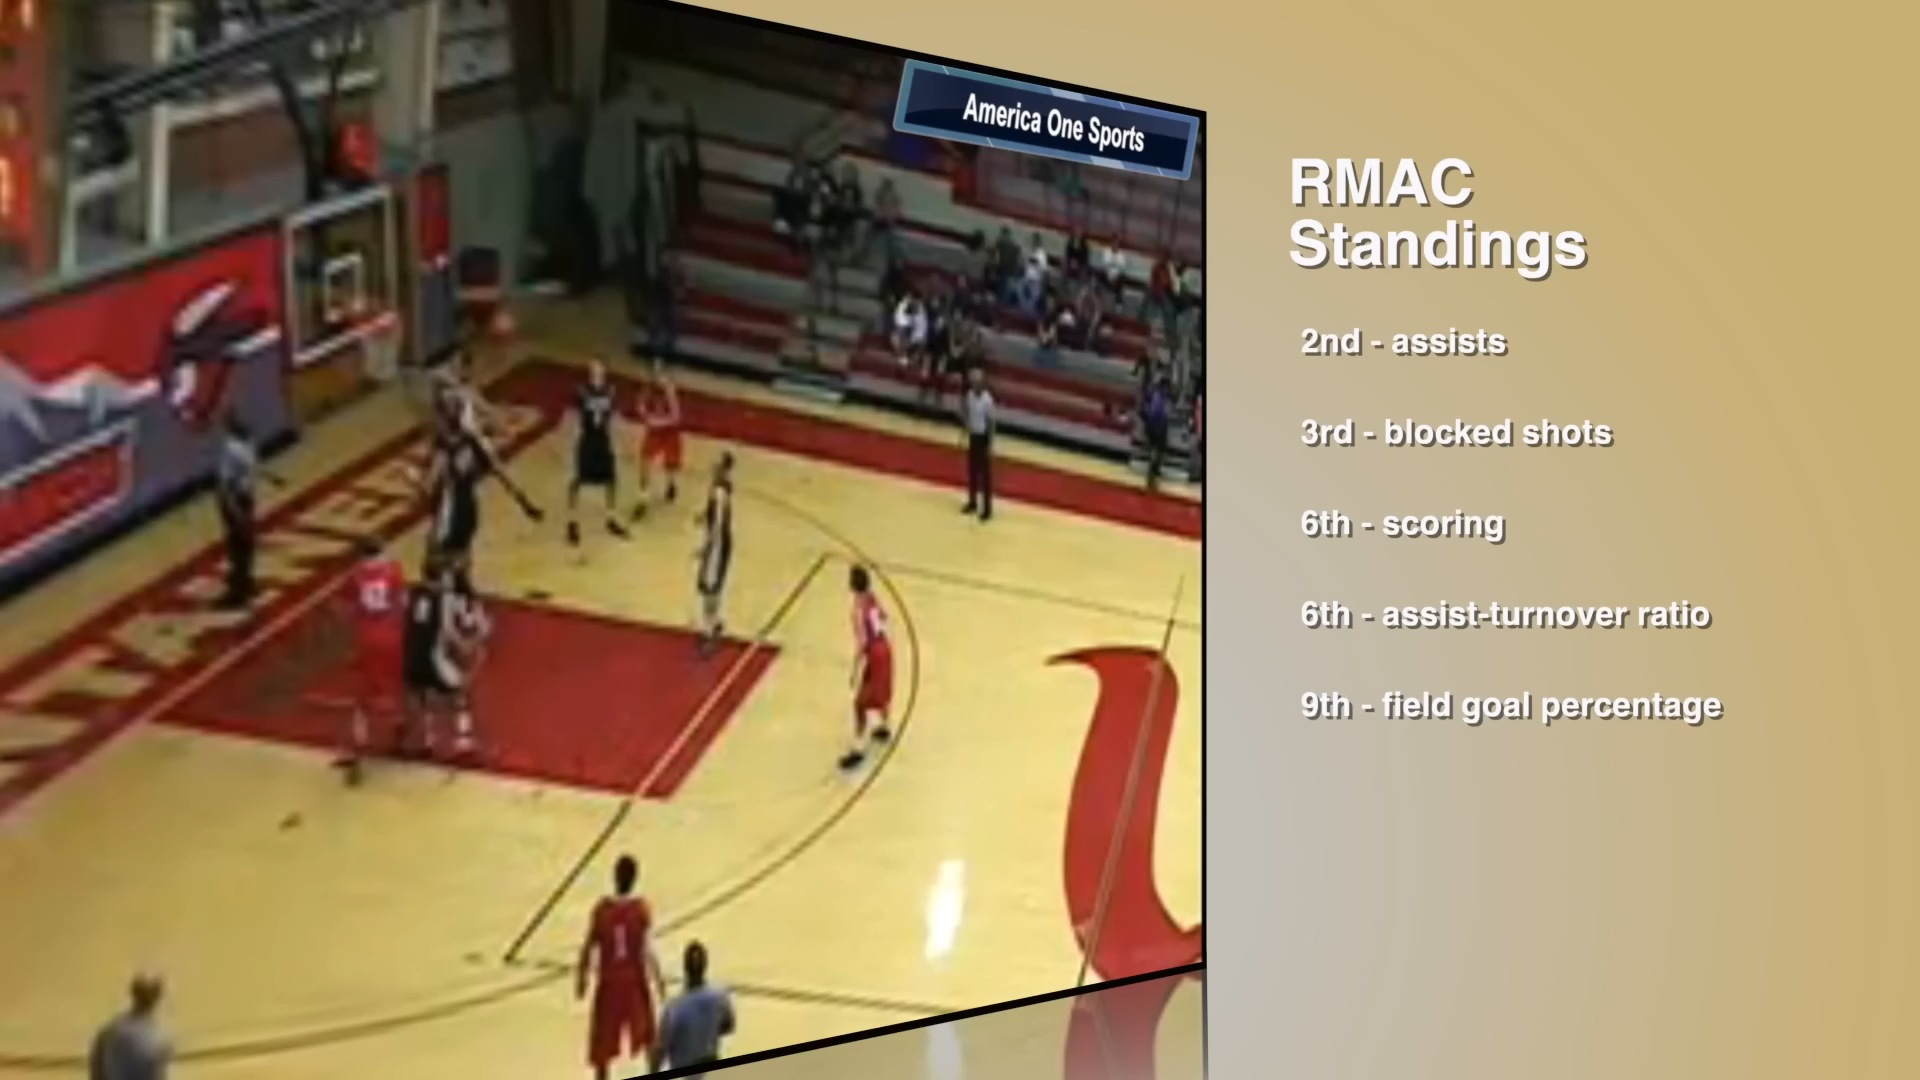 America One Sports
RMAC
Standings
2nd - assists
3rd - blocked shots
6th - scoring
6th - assist-turnover ratio
9th - field goal percentage
1